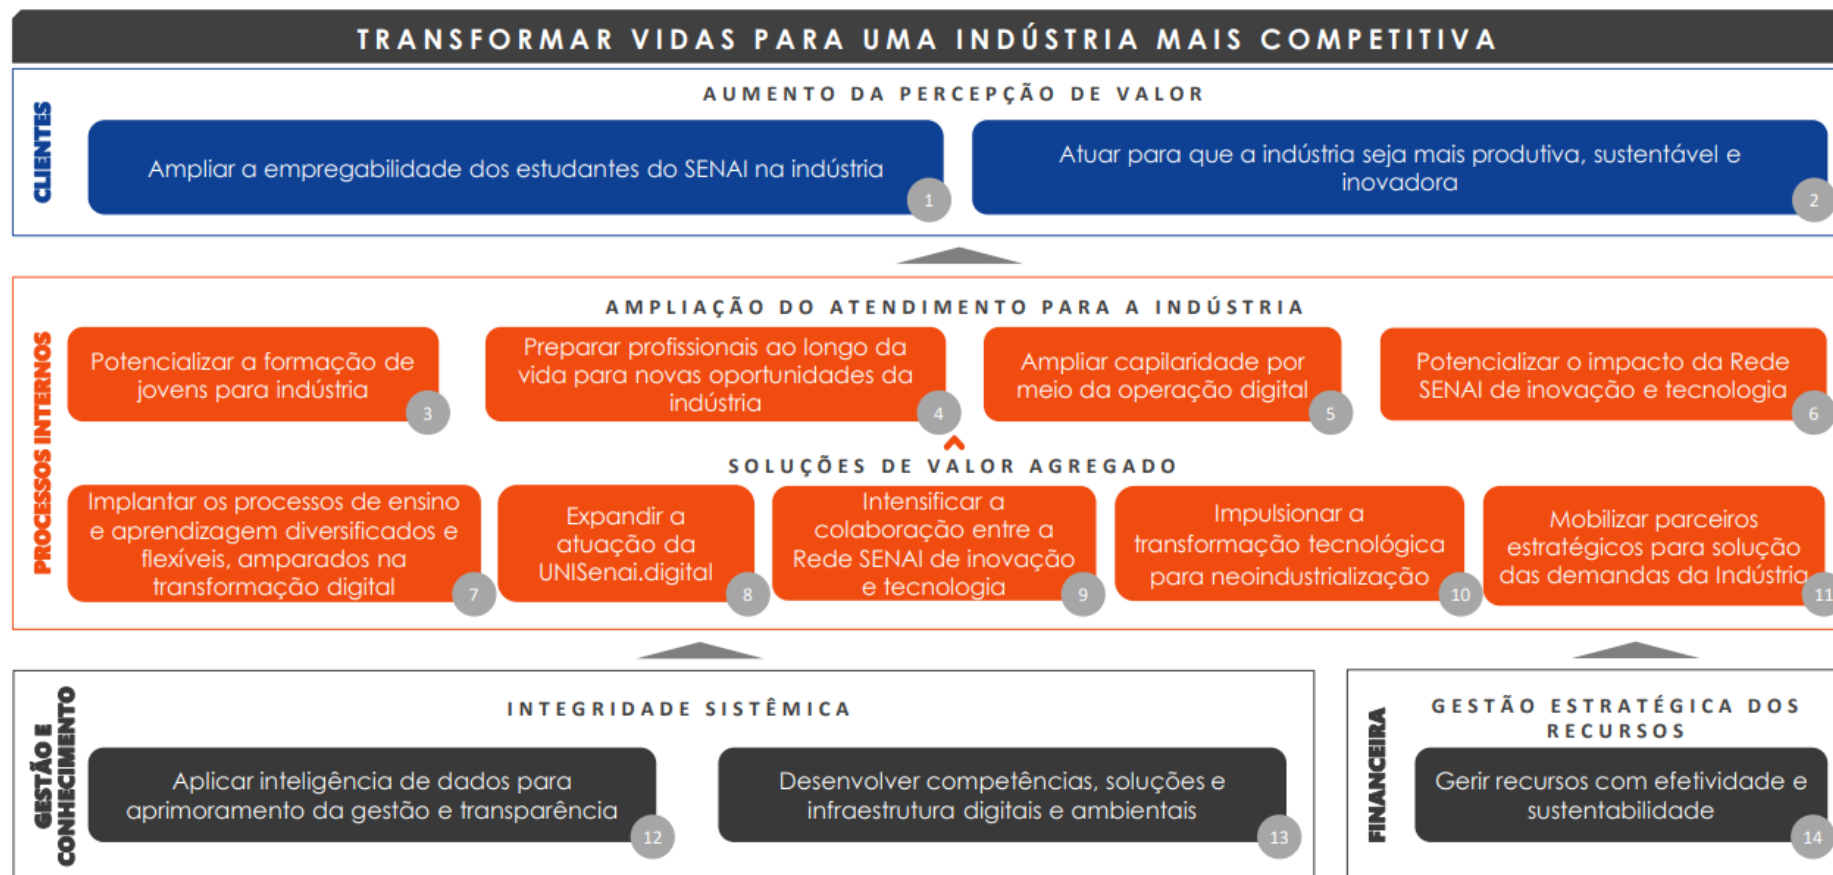 TRANSFORMAR VIDAS PARA UMA INDÚSTRIA MAIS COMPETITIVA
CLIENTES
AUMENTO DA PERCEPÇÃO DE VALOR
Ampliar a empregabilidade dos estudantes do SENAI na indústria
1
Atuar para que a indústria seja mais produtiva, sustentável e
inovadora
2
PROCESSOS INTERNOS
AMPLIAÇÃO DO ATENDIMENTO PARA A INDÚSTRIA
Potencializar a formação de
jovens para indústria
3
Preparar profissionais ao longo da
vida para novas oportunidades da
indústria
4
Ampliar capilaridade por
meio da operação digital
5
Potencializar o impacto da Rede
SENAI de inovação e tecnologia
6
SOLUÇÕES DE VALOR AGREGADO
Implantar os processos de ensino
e aprendizagem diversificados e
flexíveis, amparados na
transformação digital
7
Expandir a
atuação da
UNISenai.digital
8
Intensificar a
colaboração entre a
Rede SENAI de inovação
e tecnologia
9
Impulsionar a
transformação tecnológica
para neoindustrialização
10
Mobilizar parceiros
estratégicos para solução
das demandas da Indústria
11
GESTÃO E
CONHECIMENTO
INTEGRIDADE SISTÊMICA
Aplicar inteligência de dados para
aprimoramento da gestão e transparência
12
Desenvolver competências, soluções e
infraestrutura digitais e ambientais
13
FINANCEIRA
GESTÃO ESTRATÉGICA DOS
RECURSOS
Gerir recursos com efetividade e
sustentabilidade
14